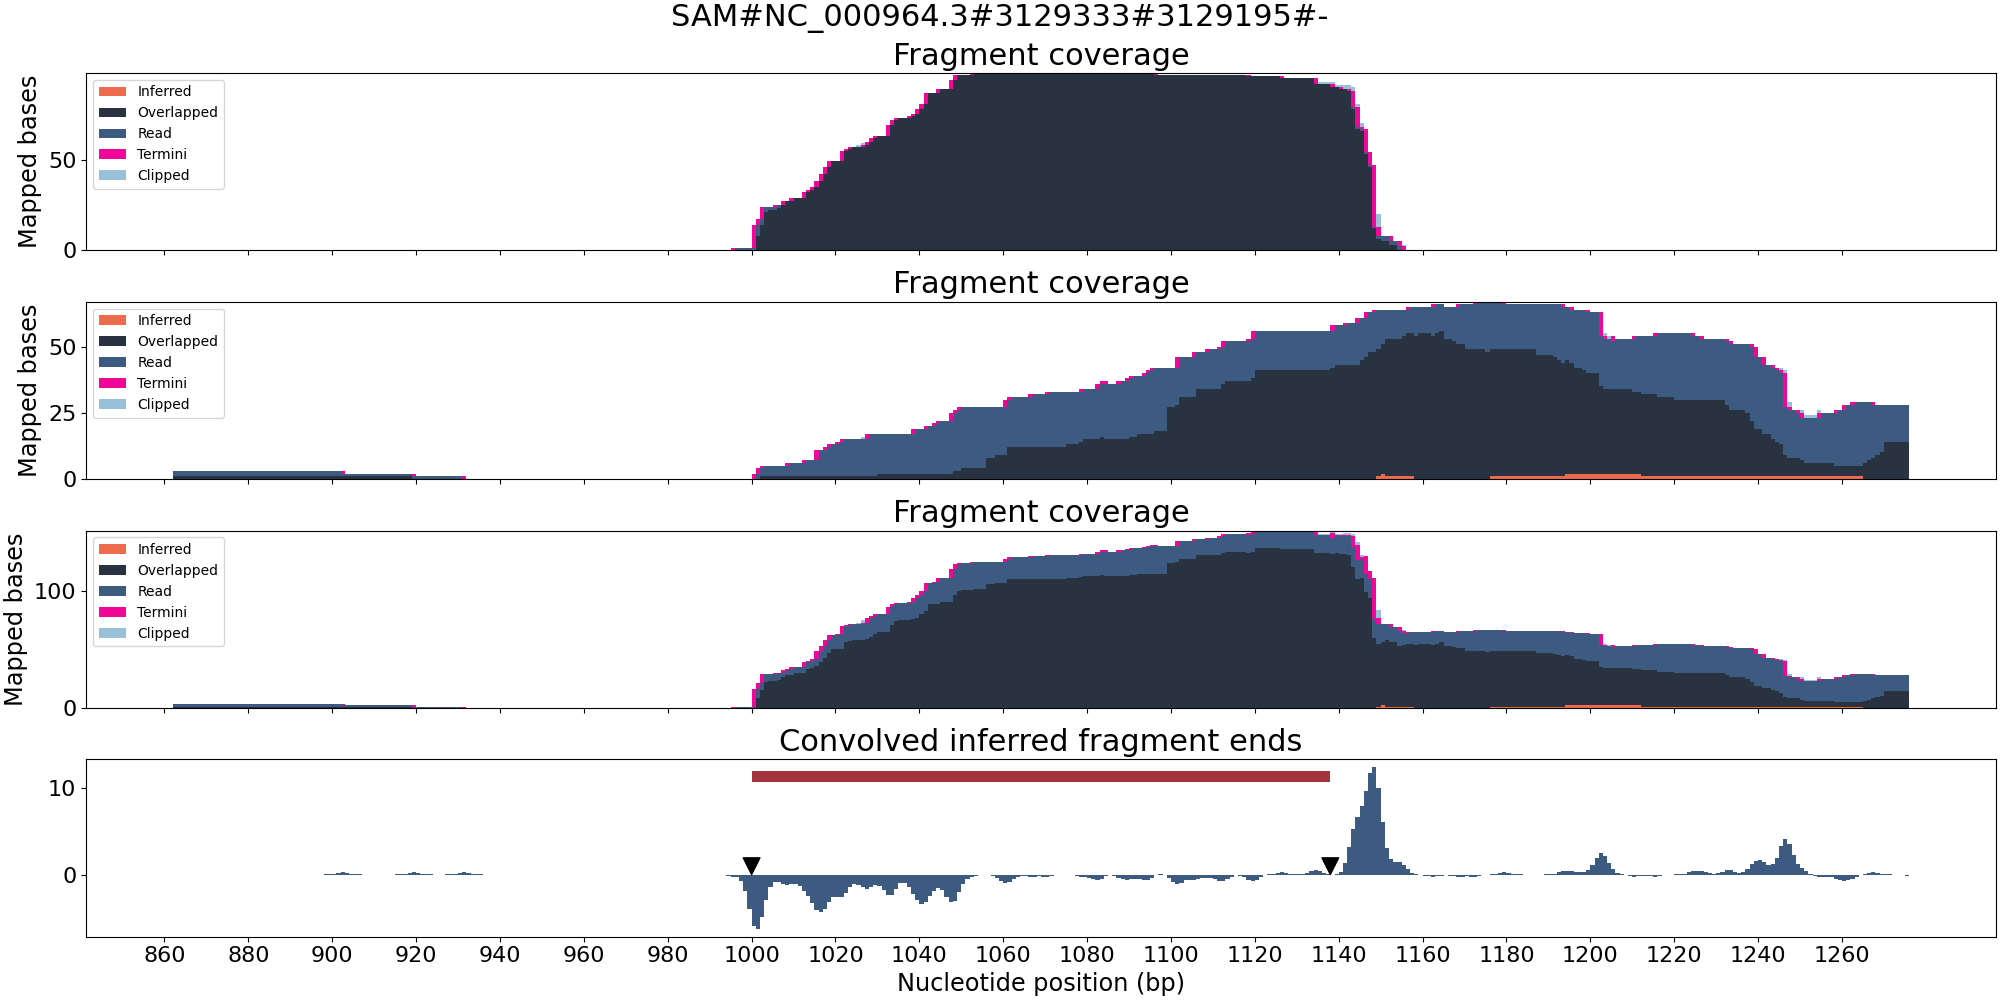 SAM#NC_000964.3#3129333#3129195#-
Fragment coverage
Mapped bases
50
0
Inferred
Overlapped
Read
Termini
Clipped
Fragment coverage
Mapped bases
50
25
0
Inferred
Overlapped
Read
Termini
Clipped
Fragment coverage
Mapped bases
100
0
Inferred
Overlapped
Read
Termini
Clipped
Convolved inferred fragment ends
10
0
860 880 900 920 940 960 980 1000 1020 1040 1060 1080 1100 1120 1140 1160 1180 1200 1220 1240 1260
Nucleotide position (bp)